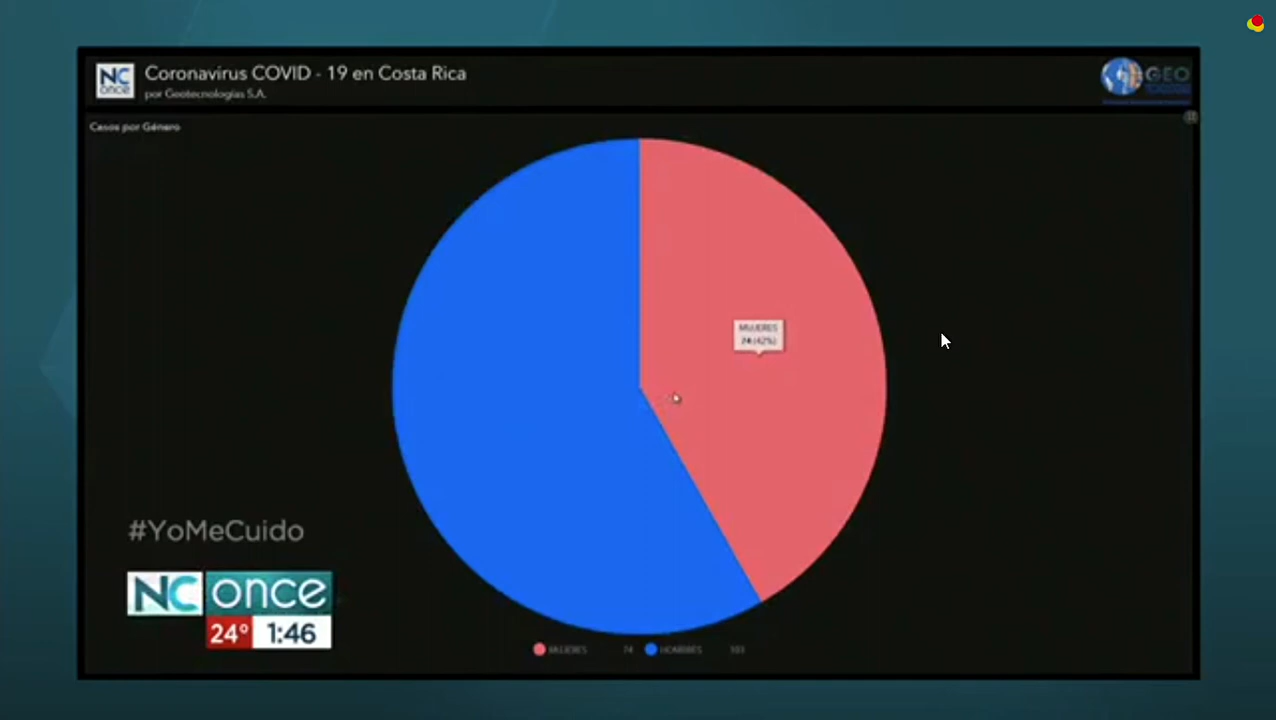 Coronavirus COVID - 19 en Costa Rica
por Geotecnologías S.A.
NC
once
GEO
Casos por Género
MUJERES
74 (42%)
#YoMeCuido
NC once
24° 1:46
MUJERES 74 HOMBRES 103